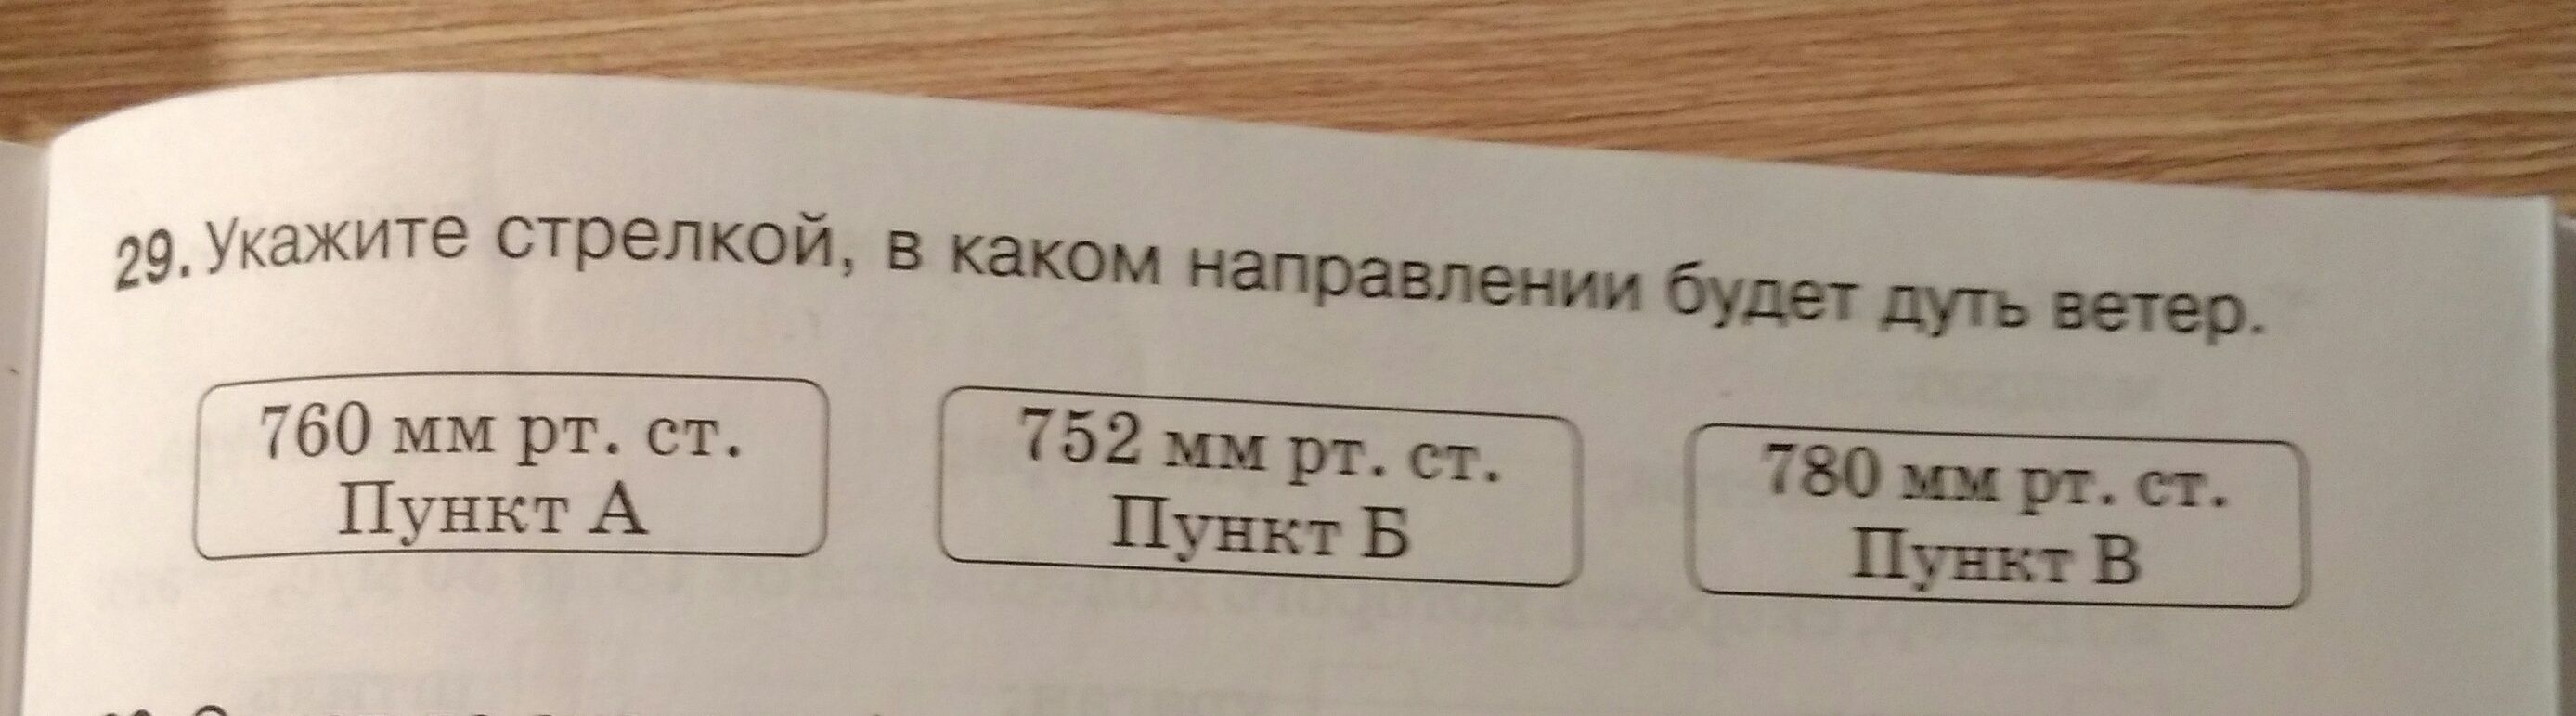 29. Укажите стрелкой, в каком направлении будет дуть ветер.
760 мм рт. ст.
Пункт А
752 мм рт. ст.
Пункт Б
780 мм рт. ст.
Пункт В